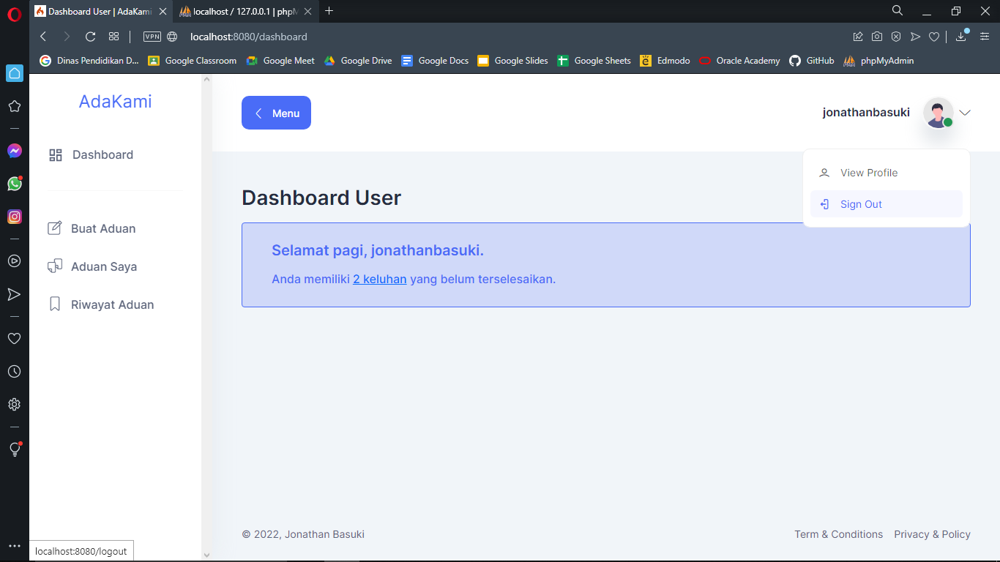 Dashboard User | AdaKami
localhost / 127.0.0.1 | phpM
VPN
localhost:8080/dashboard
Dinas Pendidikan D...
Google Classroom
Google Meet
Google Drive
Google Docs
Google Slides
Google Sheets
Edmodo
Oracle Academy
GitHub
phpMyAdmin
AdaKami
Menu
jonathanbasuki
Dashboard
View Profile
Sign Out
Dashboard User
Buat Aduan
Selamat pagi, jonathanbasuki.
Aduan Saya
Anda memiliki 2 keluhan yang belum terselesaikan.
Riwayat Aduan
© 2022, Jonathan Basuki
Term & Conditions
Privacy & Policy
localhost:8080/logout